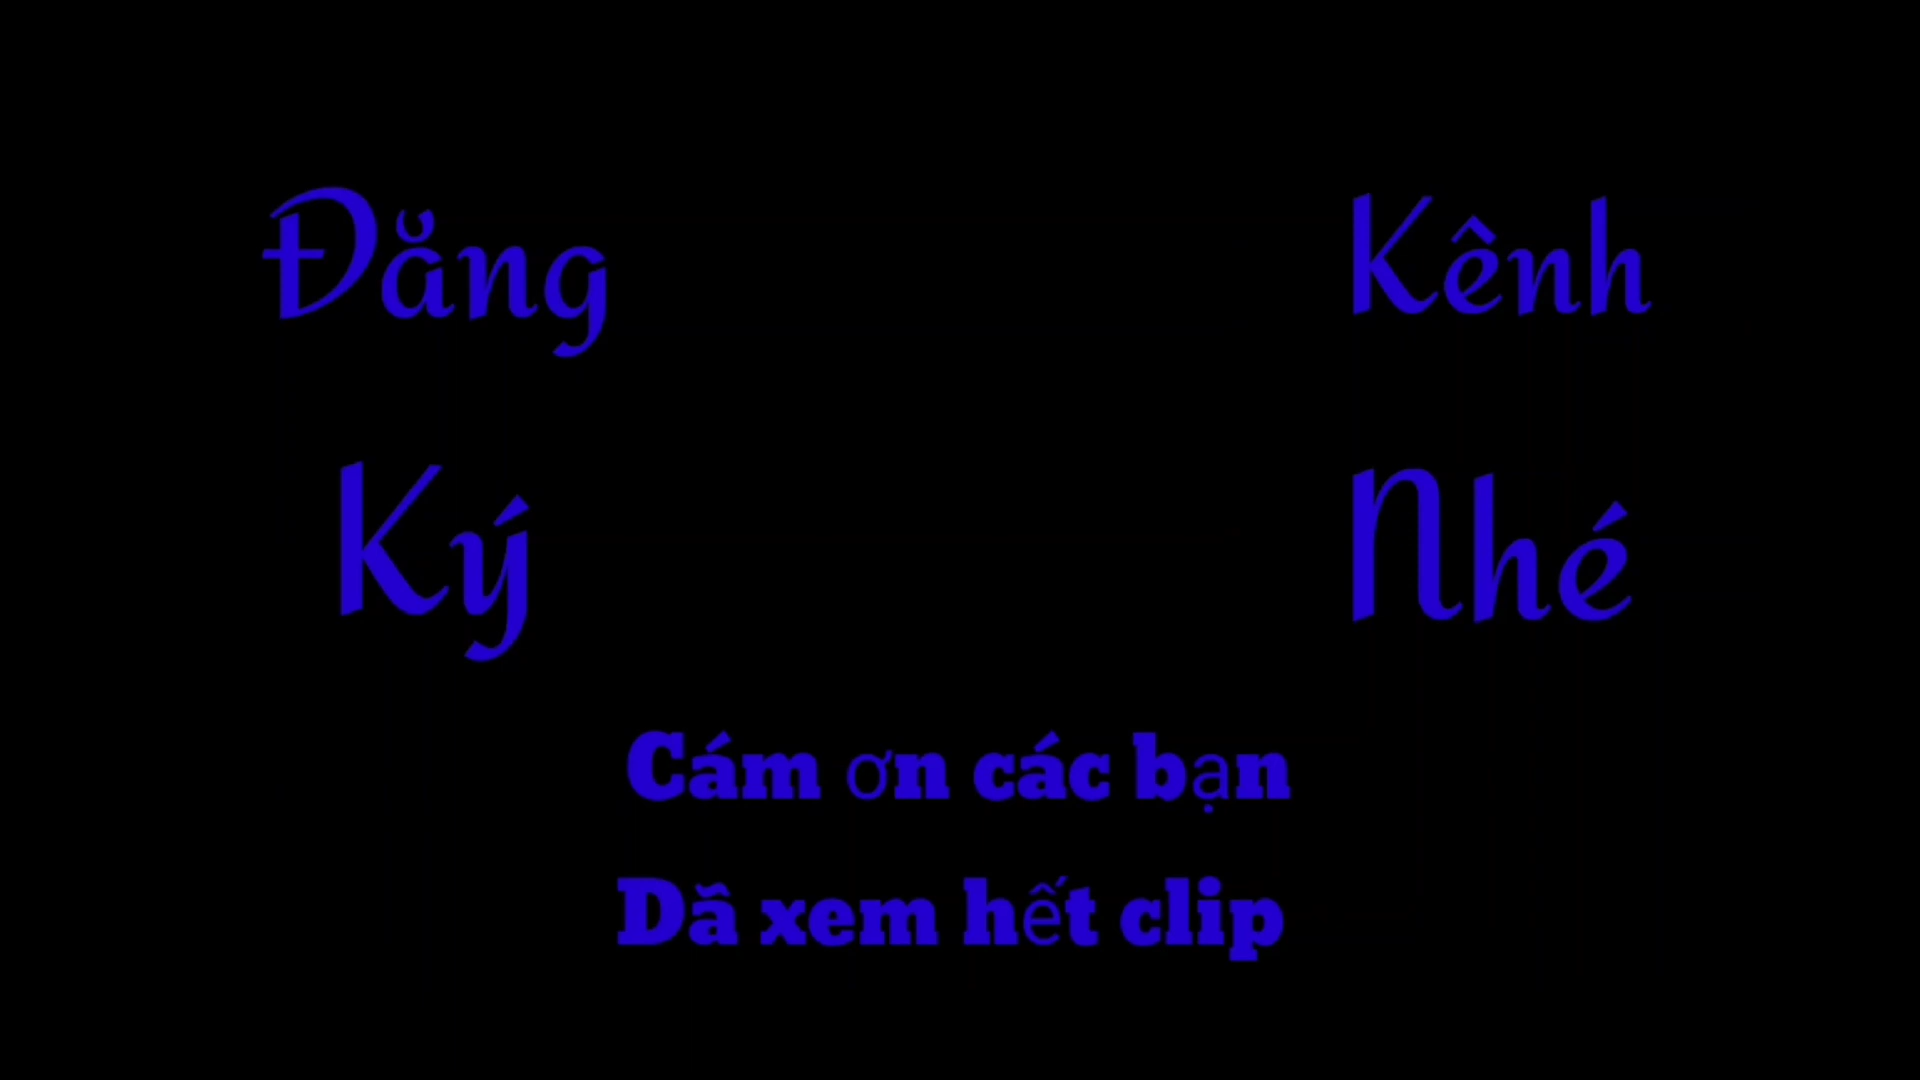 Đăng
Ký
Kênh
Nhé
Cám ơn các bạn
Dã xem hết clip